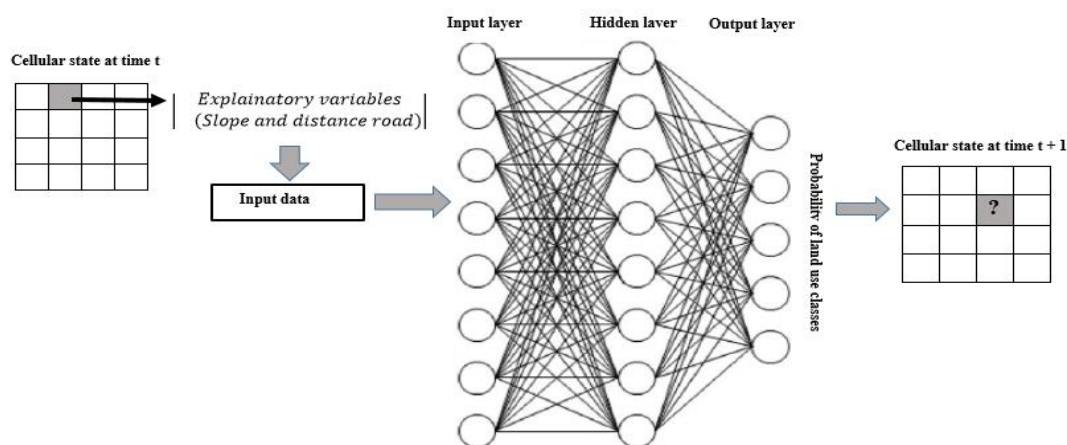 Input layer
Hidden layer
Output layer
Cellular state at time t
Explainatory variables
(Slope and distance road)
Input data
Probability of land use classes
Cellular state at time t + 1
?